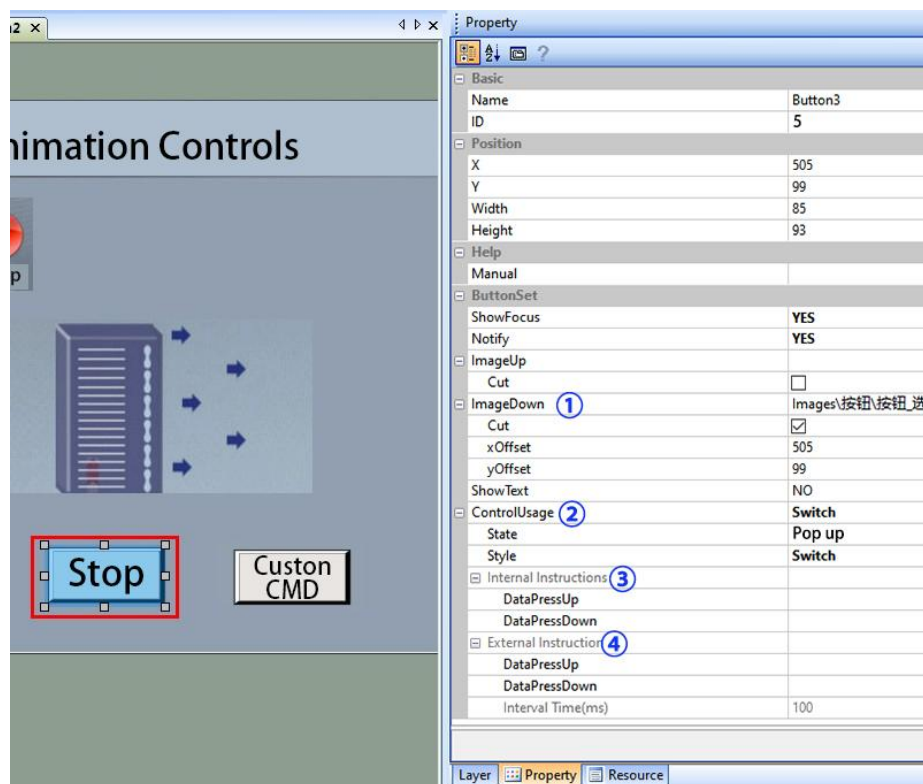 n2
Property
Basic
Name Button3
ID 5
Position
X 505
Y 99
Width 85
Height 93
Help
Manual
ButtonSet
ShowFocus YES
Notify YES
ImageUp
Cut
ImageDown ① Images\按钮\按钮_选
Cut
xOffset 505
yOffset 99
ShowText NO
ControlUsage ② Switch
State Pop up
Style Switch
Internal Instructions ③
DataPressUp
DataPressDown
External Instruction ④
DataPressUp
DataPressDown
Interval Time(ms) 100
Layer Property Resource
nimation Controls
p
Stop
Custon
CMD